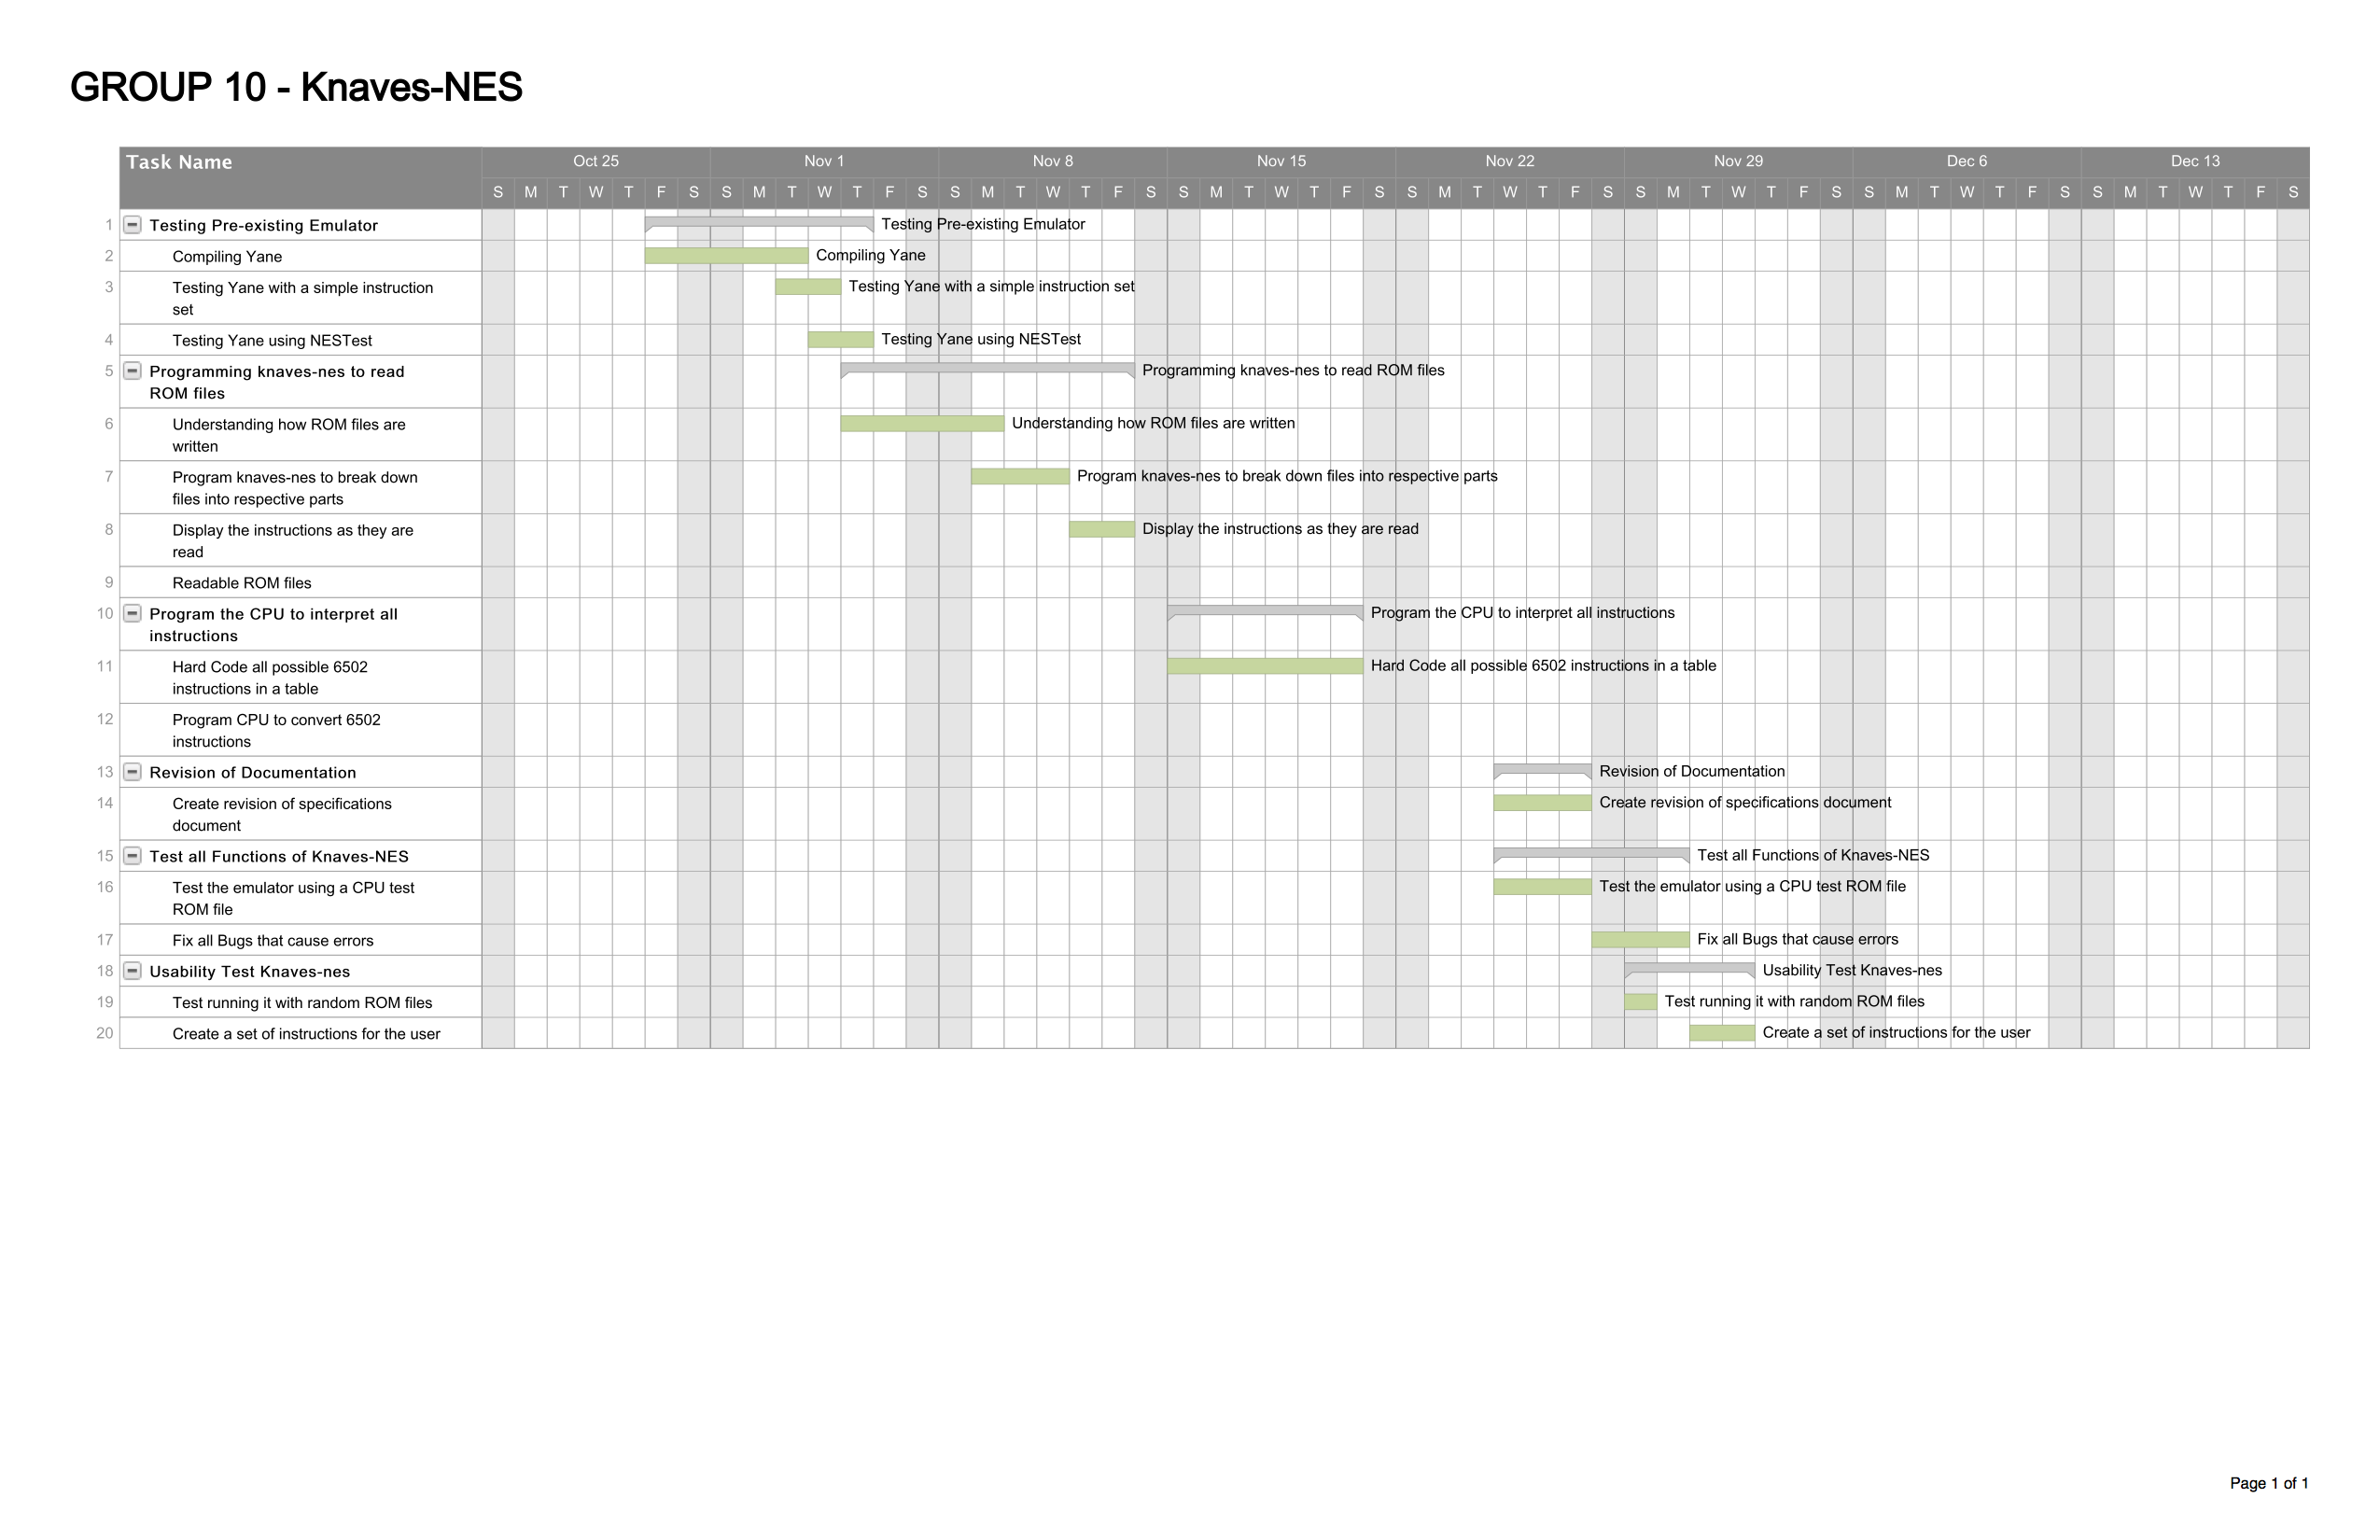 GROUP 10 - Knaves-NES
Task Name Oct 25 Nov 1 Nov 8 Nov 15 Nov 22 Nov 29 Dec 6 Dec 13
S M T W T F S S M T W T F S S M T W T F S S M T W T F S S M T W T F S S M T W T F S S M T W T F S S M T W T F S
1 Testing Pre-existing Emulator Testing Pre-existing Emulator
2 Compiling Yane Compiling Yane
3 Testing Yane with a simple instruction Testing Yane with a simple instruction set
set
4 Testing Yane using NESTest Testing Yane using NESTest
5 Programming knaves-nes to read Programming knaves-nes to read ROM files
ROM files
6 Understanding how ROM files are Understanding how ROM files are written
written
7 Program knaves-nes to break down Program knaves-nes to break down files into respective parts
files into respective parts
8 Display the instructions as they are Display the instructions as they are read
read
9 Readable ROM files
10 Program the CPU to interpret all Program the CPU to interpret all instructions
instructions
11 Hard Code all possible 6502 Hard Code all possible 6502 instructions in a table
instructions in a table
12 Program CPU to convert 6502
instructions
13 Revision of Documentation Revision of Documentation
14 Create revision of specifications Create revision of specifications document
document
15 Test all Functions of Knaves-NES Test all Functions of Knaves-NES
16 Test the emulator using a CPU test Test the emulator using a CPU test ROM file
ROM file
17 Fix all Bugs that cause errors Fix all Bugs that cause errors
18 Usability Test Knaves-nes Usability Test Knaves-nes
19 Test running it with random ROM files Test running it with random ROM files
20 Create a set of instructions for the user Create a set of instructions for the user
Page 1 of 1